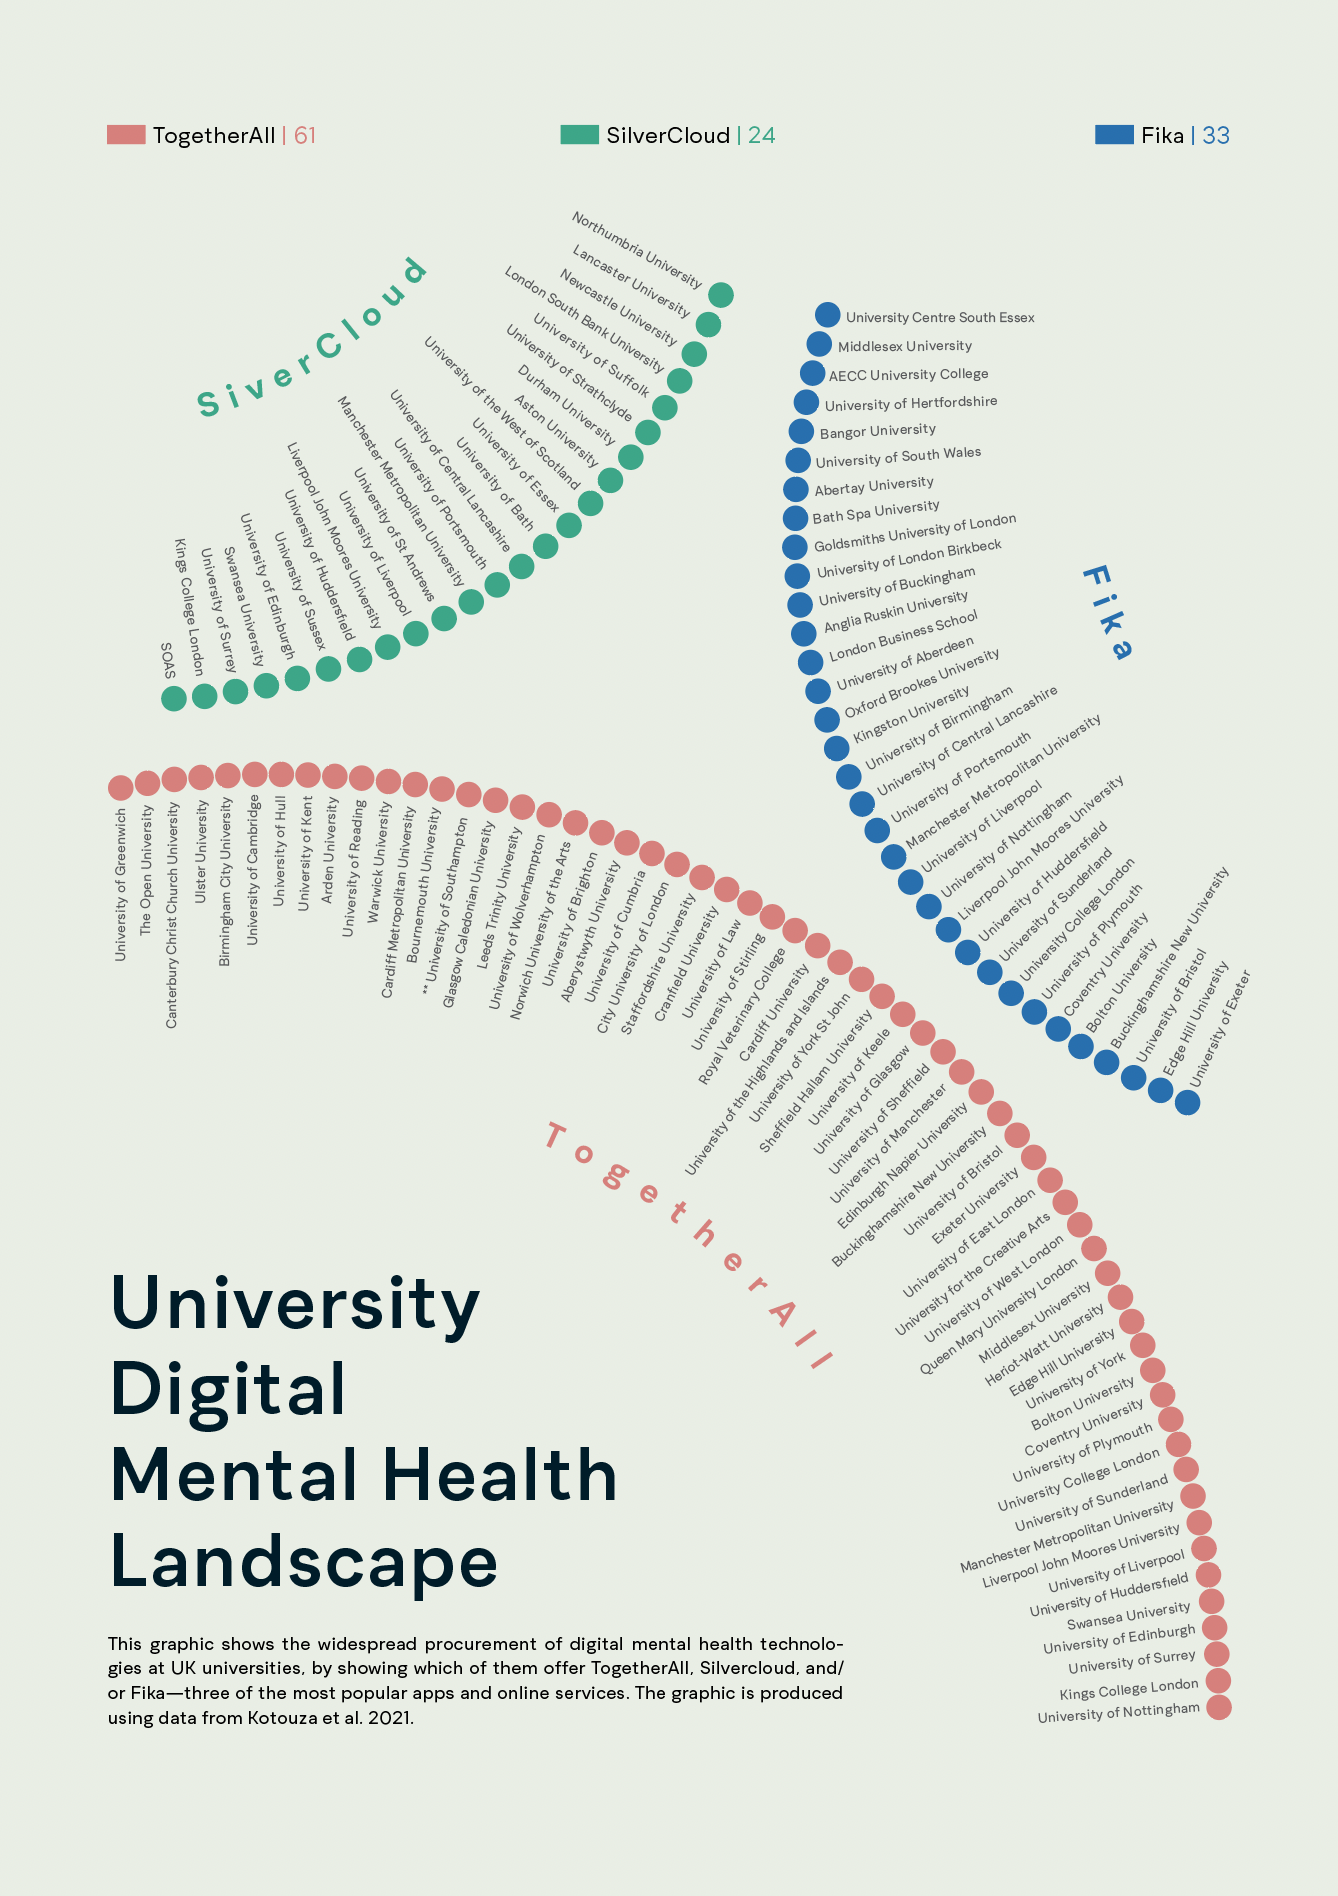 TogetherAll | 61
SilverCloud | 24
Fika | 33
SiverCloud
Northumbria University
Lancaster University
Newcastle University
London South Bank University
University of Suffolk
University of Strathclyde
Durham University
Aston University
University of the West of Scotland
University of Essex
University of Bath
University of Central Lancashire
University of Portsmouth
Manchester Metropolitan University
University of St Andrews
University of Liverpool
Liverpool John Moores University
University of Huddersfield
University of Sussex
University of Edinburgh
Swansea University
University of Surrey
Kings College London
SOAS
Fika
University Centre South Essex
Middlesex University
AECC University College
University of Hertfordshire
Bangor University
University of South Wales
Abertay University
Bath Spa University
Goldsmiths University of London
University of London Birkbeck
University of Buckingham
Anglia Ruskin University
London Business School
University of Aberdeen
Oxford Brookes University
Kingston University
University of Birmingham
University of Central Lancashire
University of Portsmouth
Manchester Metropolitan University
University of Liverpool
University of Nottingham
Liverpool John Moores University
University of Huddersfield
University of Sunderland
University College London
University of Plymouth
Coventry University
Bolton University
Buckinghamshire New University
University of Bristol
Edge Hill University
University of Exeter
TogetherAll
University of Greenwich
The Open University
Canterbury Christ Church University
Ulster University
Birmingham City University
University of Cambridge
University of Hull
University of Kent
Arden University
University of Reading
Warwick University
Cardiff Metropolitan University
Bournemouth University
** University of Southampton
Glasgow Caledonian University
Leeds Trinity University
University of Wolverhampton
Norwich University of the Arts
University of Brighton
Aberystwyth University
University of Cumbria
City University of London
Staffordshire University
Cranfield University
University of Law
University of Stirling
Royal Veterinary College
Cardiff University
University of the Highlands and Islands
University of York St John
Sheffield Hallam University
University of Keele
University of Glasgow
University of Sheffield
University of Manchester
Edinburgh Napier University
Buckinghamshire New University
University of Bristol
Exeter University
University of East London
University for the Creative Arts
University of West London
Queen Mary University London
Middlesex University
Heriot-Watt University
Edge Hill University
University of York
Bolton University
Coventry University
University of Plymouth
University College London
University of Sunderland
Manchester Metropolitan University
Liverpool John Moores University
University of Liverpool
University of Huddersfield
Swansea University
University of Edinburgh
University of Surrey
Kings College London
University of Nottingham
University
Digital
Mental Health
Landscape
This graphic shows the widespread procurement of digital mental health technolo-
gies at UK universities, by showing which of them offer TogetherAll, Silvercloud, and/
or Fika—three of the most popular apps and online services. The graphic is produced
using data from Kotouza et al. 2021.